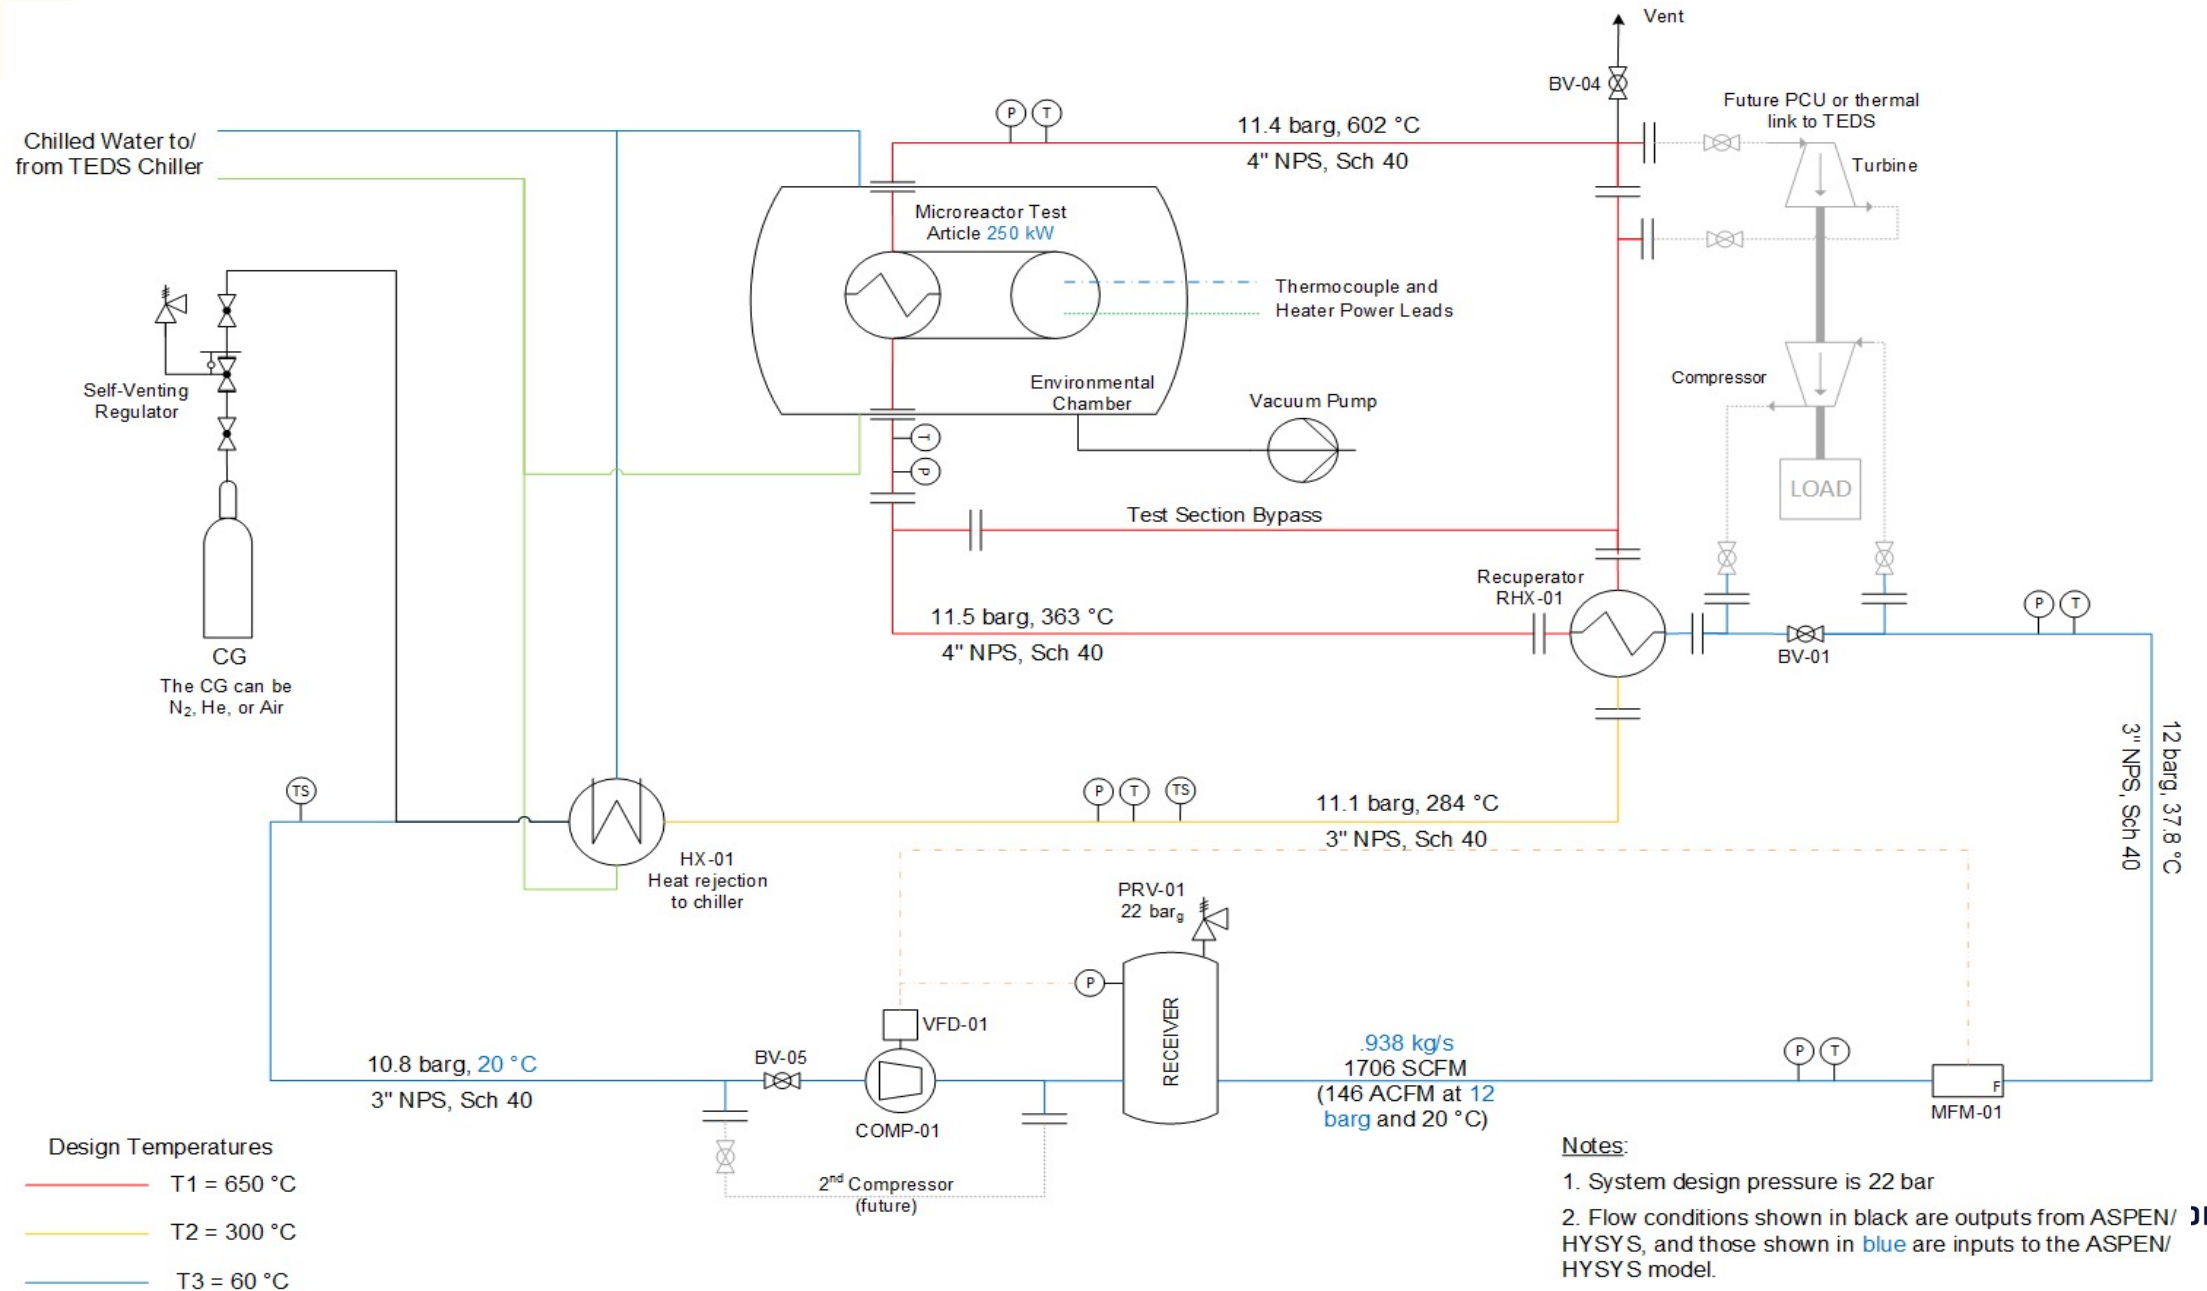 Vent
BV-04
Future PCU or thermal
link to TEDS
Turbine
P
T
11.4 barg, 602 °C
4" NPS, Sch 40
Chilled Water to/
from TEDS Chiller
Microreactor Test
Article 250 kW
Thermocouple and
Heater Power Leads
Environmental
Chamber
Vacuum Pump
Compressor
LOAD
Self-Venting
Regulator
T
P
Test Section Bypass
Recuperator
RHX-01
11.5 barg, 363 °C
4" NPS, Sch 40
BV-01
P
T
CG
The CG can be
N₂, He, or Air
12 barg, 37.8 °C
3" NPS, Sch 40
TS
P
T
TS
11.1 barg, 284 °C
3" NPS, Sch 40
HX-01
Heat rejection
to chiller
PRV-01
22 barg
P
RECEIVER
VFD-01
BV-05
COMP-01
10.8 barg, 20 °C
3" NPS, Sch 40
.938 kg/s
1706 SCFM
(146 ACFM at 12
barg and 20 °C)
P
T
F
MFM-01
2nd Compressor
(future)
Design Temperatures
T1 = 650 °C
T2 = 300 °C
T3 = 60 °C
Notes:
1. System design pressure is 22 bar
2. Flow conditions shown in black are outputs from ASPEN/
HYSYS, and those shown in blue are inputs to the ASPEN/
HYSYS model.